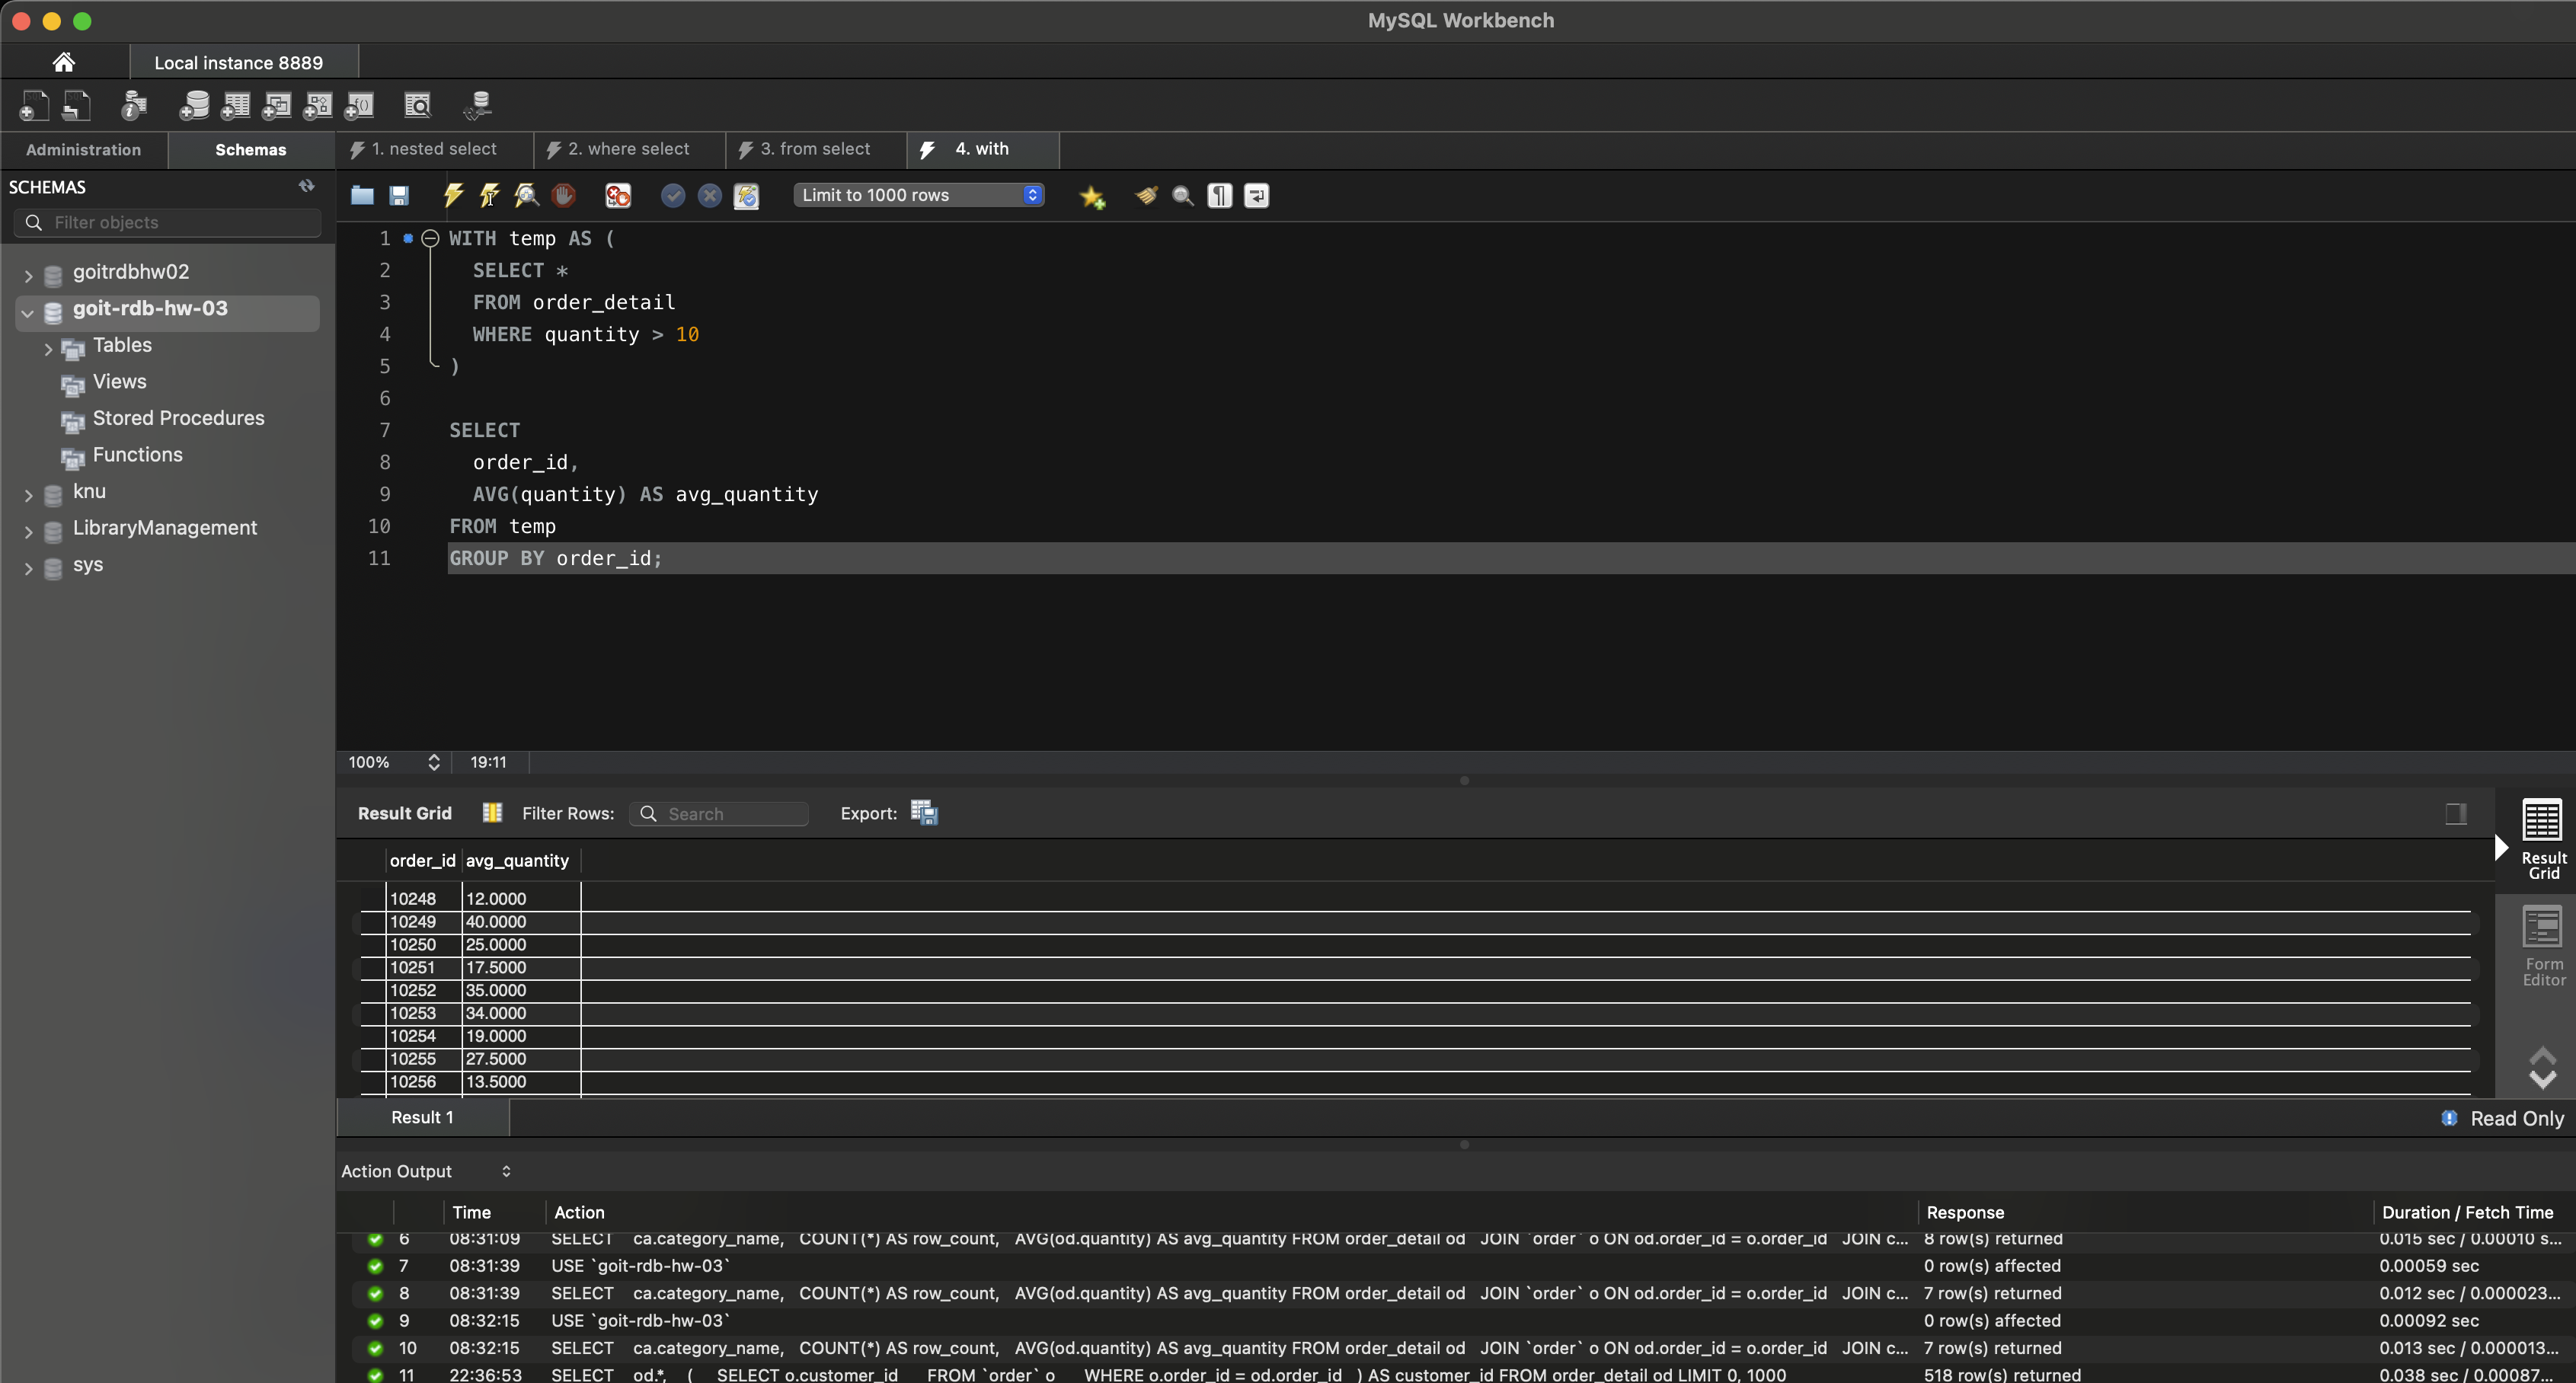 MySQL Workbench
Local instance 8889
Administration
Schemas
1. nested select
2. where select
3. from select
4. with
SCHEMAS
Filter objects
Limit to 1000 rows
goitrdbhw02
goit-rdb-hw-03
Tables
Views
Stored Procedures
Functions
knu
LibraryManagement
sys
1 WITH temp AS (
2 SELECT *
3 FROM order_detail
4 WHERE quantity > 10
5 )
6
7 SELECT
8 order_id,
9 AVG(quantity) AS avg_quantity
10 FROM temp
11 GROUP BY order_id;
100% 19:11
Result Grid Filter Rows: Search Export:
order_id avg_quantity
10248 12.0000
10249 40.0000
10250 25.0000
10251 17.5000
10252 35.0000
10253 34.0000
10254 19.0000
10255 27.5000
10256 13.5000
Result
Grid
Form
Editor
Result 1
Read Only
Action Output
Time Action Response Duration / Fetch Time
6 08:31:09 SELECT ca.category_name, COUNT(*) AS row_count, AVG(od.quantity) AS avg_quantity FROM order_detail od JOIN `order` o ON od.order_id = o.order_id JOIN c... 8 row(s) returned 0.015 sec / 0.00010 s...
7 08:31:39 USE `goit-rdb-hw-03` 0 row(s) affected 0.00059 sec
8 08:31:39 SELECT ca.category_name, COUNT(*) AS row_count, AVG(od.quantity) AS avg_quantity FROM order_detail od JOIN `order` o ON od.order_id = o.order_id JOIN c... 7 row(s) returned 0.012 sec / 0.000023...
9 08:32:15 USE `goit-rdb-hw-03` 0 row(s) affected 0.00092 sec
10 08:32:15 SELECT ca.category_name, COUNT(*) AS row_count, AVG(od.quantity) AS avg_quantity FROM order_detail od JOIN `order` o ON od.order_id = o.order_id JOIN c... 7 row(s) returned 0.013 sec / 0.000013...
11 22:36:53 SELECT od.*, ( SELECT o.customer_id FROM `order` o WHERE o.order_id = od.order_id ) AS customer_id FROM order_detail od LIMIT 0, 1000 518 row(s) returned 0.038 sec / 0.00087...